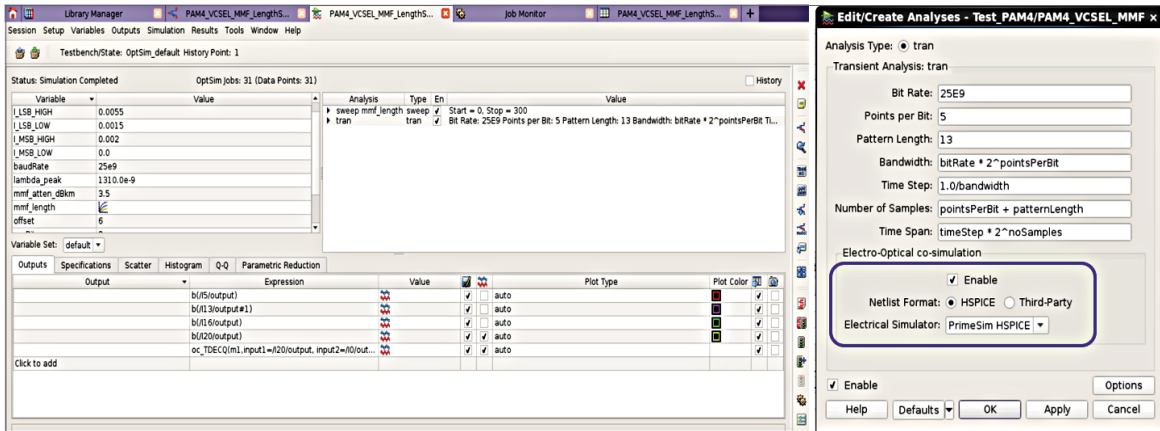 Library Manager
PAM4_VCSEL_MMF_LengthS...
PAM4_VCSEL_MMF_LengthS...
Job Monitor
PAM4_VCSEL_MMF_LengthS...
+
Session Setup Variables Outputs Simulation Results Tools Window Help
Testbench/State: OptSim_default History Point: 1
Status: Simulation Completed OptSim Jobs: 31 (Data Points: 31) History
Variable Value
I_LSB_HIGH 0.0055
I_LSB_LOW 0.0015
I_MSB_HIGH 0.002
I_MSB_LOW 0.0
baudRate 25e9
lambda_peak 1310.0e-9
mmf_atten_dBkm 3.5
mmf_length
offset 6
Variable Set: default
Analysis Type En Value
sweep mmf_length sweep Start = 0, Stop = 300
tran tran Bit Rate: 25E9 Points per Bit: 5 Pattern Length: 13 Bandwidth: bitRate * 2^pointsPerBit Ti...
Outputs Specifications Scatter Histogram Q-Q Parametric Reduction
Output Expression Value Plot Type Plot Color
b(/I5/output) auto
b(/I13/output#1) auto
b(/I16/output) auto
b(/I20/output) auto
oc_TDECQ(m1,input1=/I20/output, input2=/I0/out... auto
Click to add
Edit/Create Analyses - Test_PAM4/PAM4_VCSEL_MMF ×
Analysis Type: tran
Transient Analysis: tran
Bit Rate: 25E9
Points per Bit: 5
Pattern Length: 13
Bandwidth: bitRate * 2^pointsPerBit
Time Step: 1.0/bandwidth
Number of Samples: pointsPerBit + patternLength
Time Span: timeStep * 2^noSamples
Electro-Optical co-simulation
Enable
Netlist Format: HSPICE Third-Party
Electrical Simulator: PrimeSim HSPICE
Enable Options
Help Defaults OK Apply Cancel